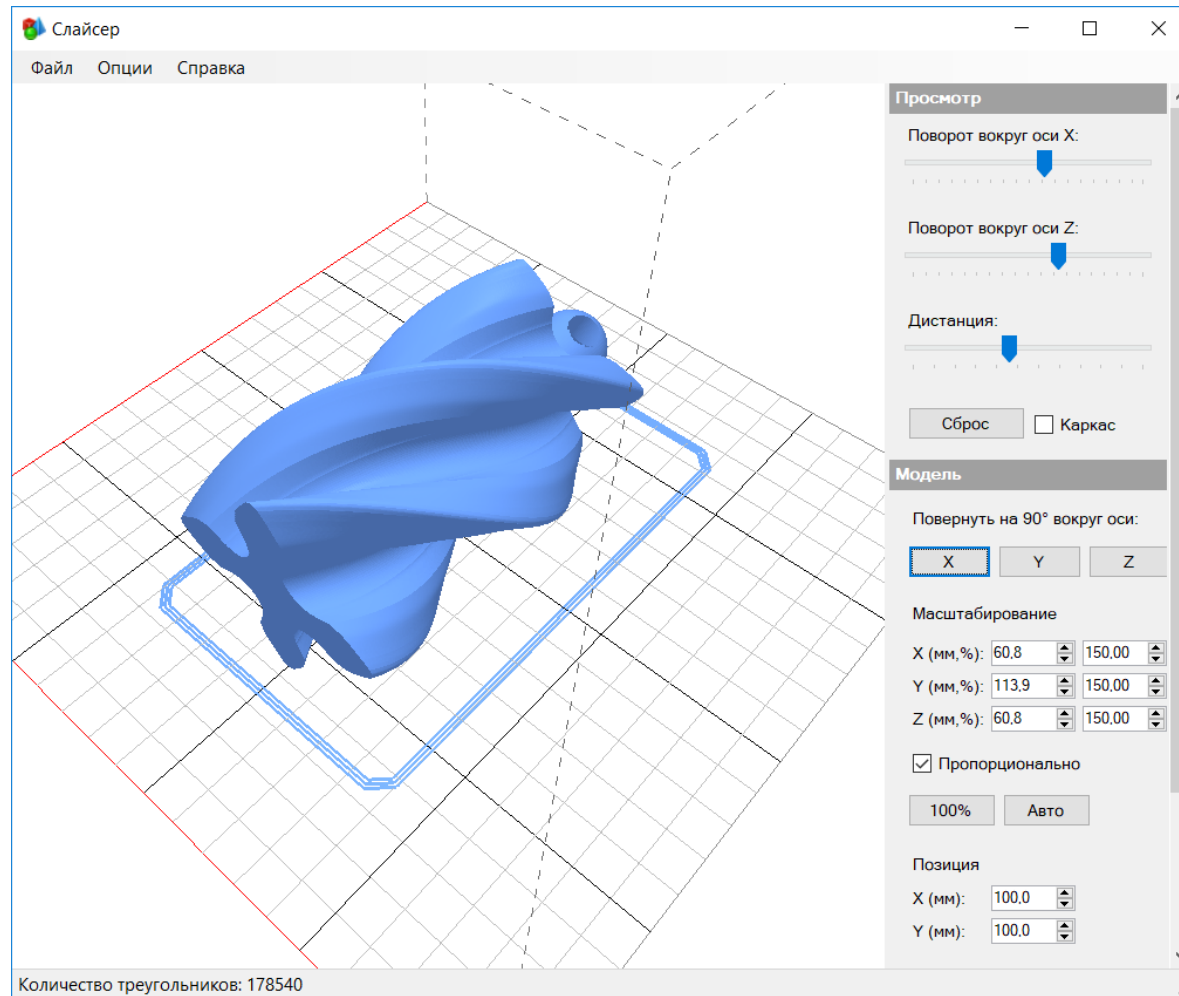 Слайсер
Файл Опции Справка
Просмотр
Поворот вокруг оси X:
Поворот вокруг оси Z:
Дистанция:
Сброс Каркас
Модель
Повернуть на 90° вокруг оси:
X Y Z
Масштабирование
X (мм,%): 60,8 150,00
Y (мм,%): 113,9 150,00
Z (мм,%): 60,8 150,00
Пропорционально
100% Авто
Позиция
X (мм): 100,0
Y (мм): 100,0
Количество треугольников: 178540